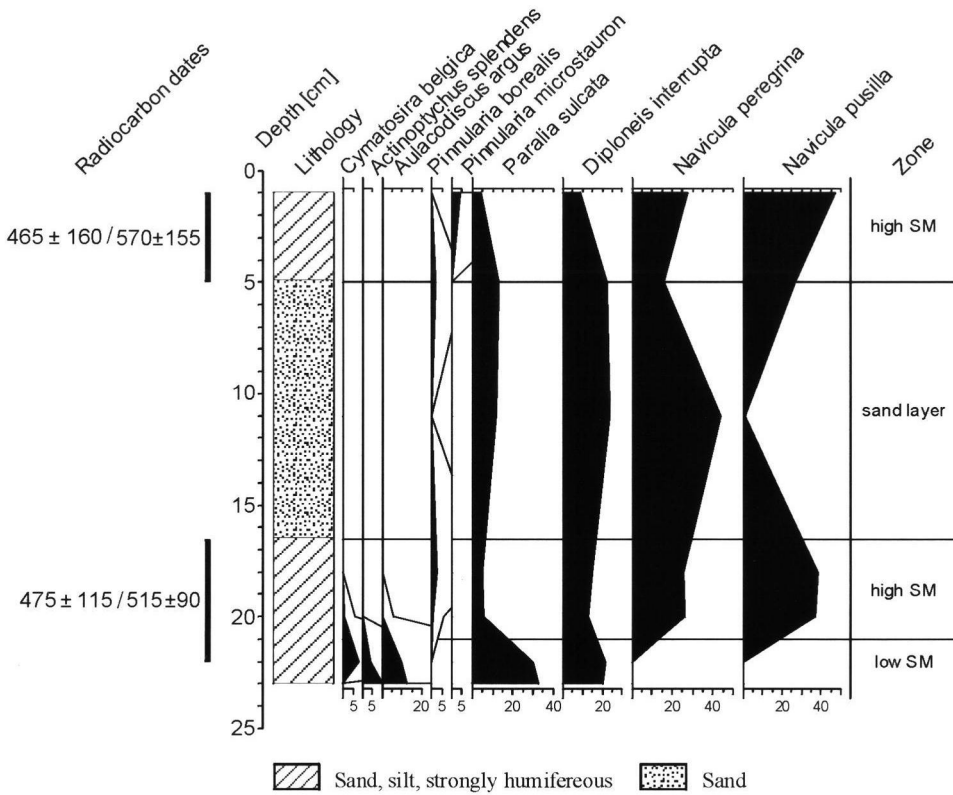 Radiocarbon dates
Depth [cm]
Lithology
Cymatosira belgica
Actinoptychus splendens
Aulacodiscus argus
Pinnularia borealis
Pinnularia microstauron
Paralia sulcata
Diploneis interrupta
Navicula peregrina
Navicula pusilla
Zone
0
465 ± 160 / 570±155
high SM
5
10
sand layer
15
475 ± 115 / 515±90
high SM
20
low SM
5 5 20 5 5 20 40 20 20 40 20 40
25
Sand, silt, strongly humifereous
Sand